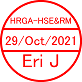 HRGA-HSE&RM
29/Oct/2021
Eri J